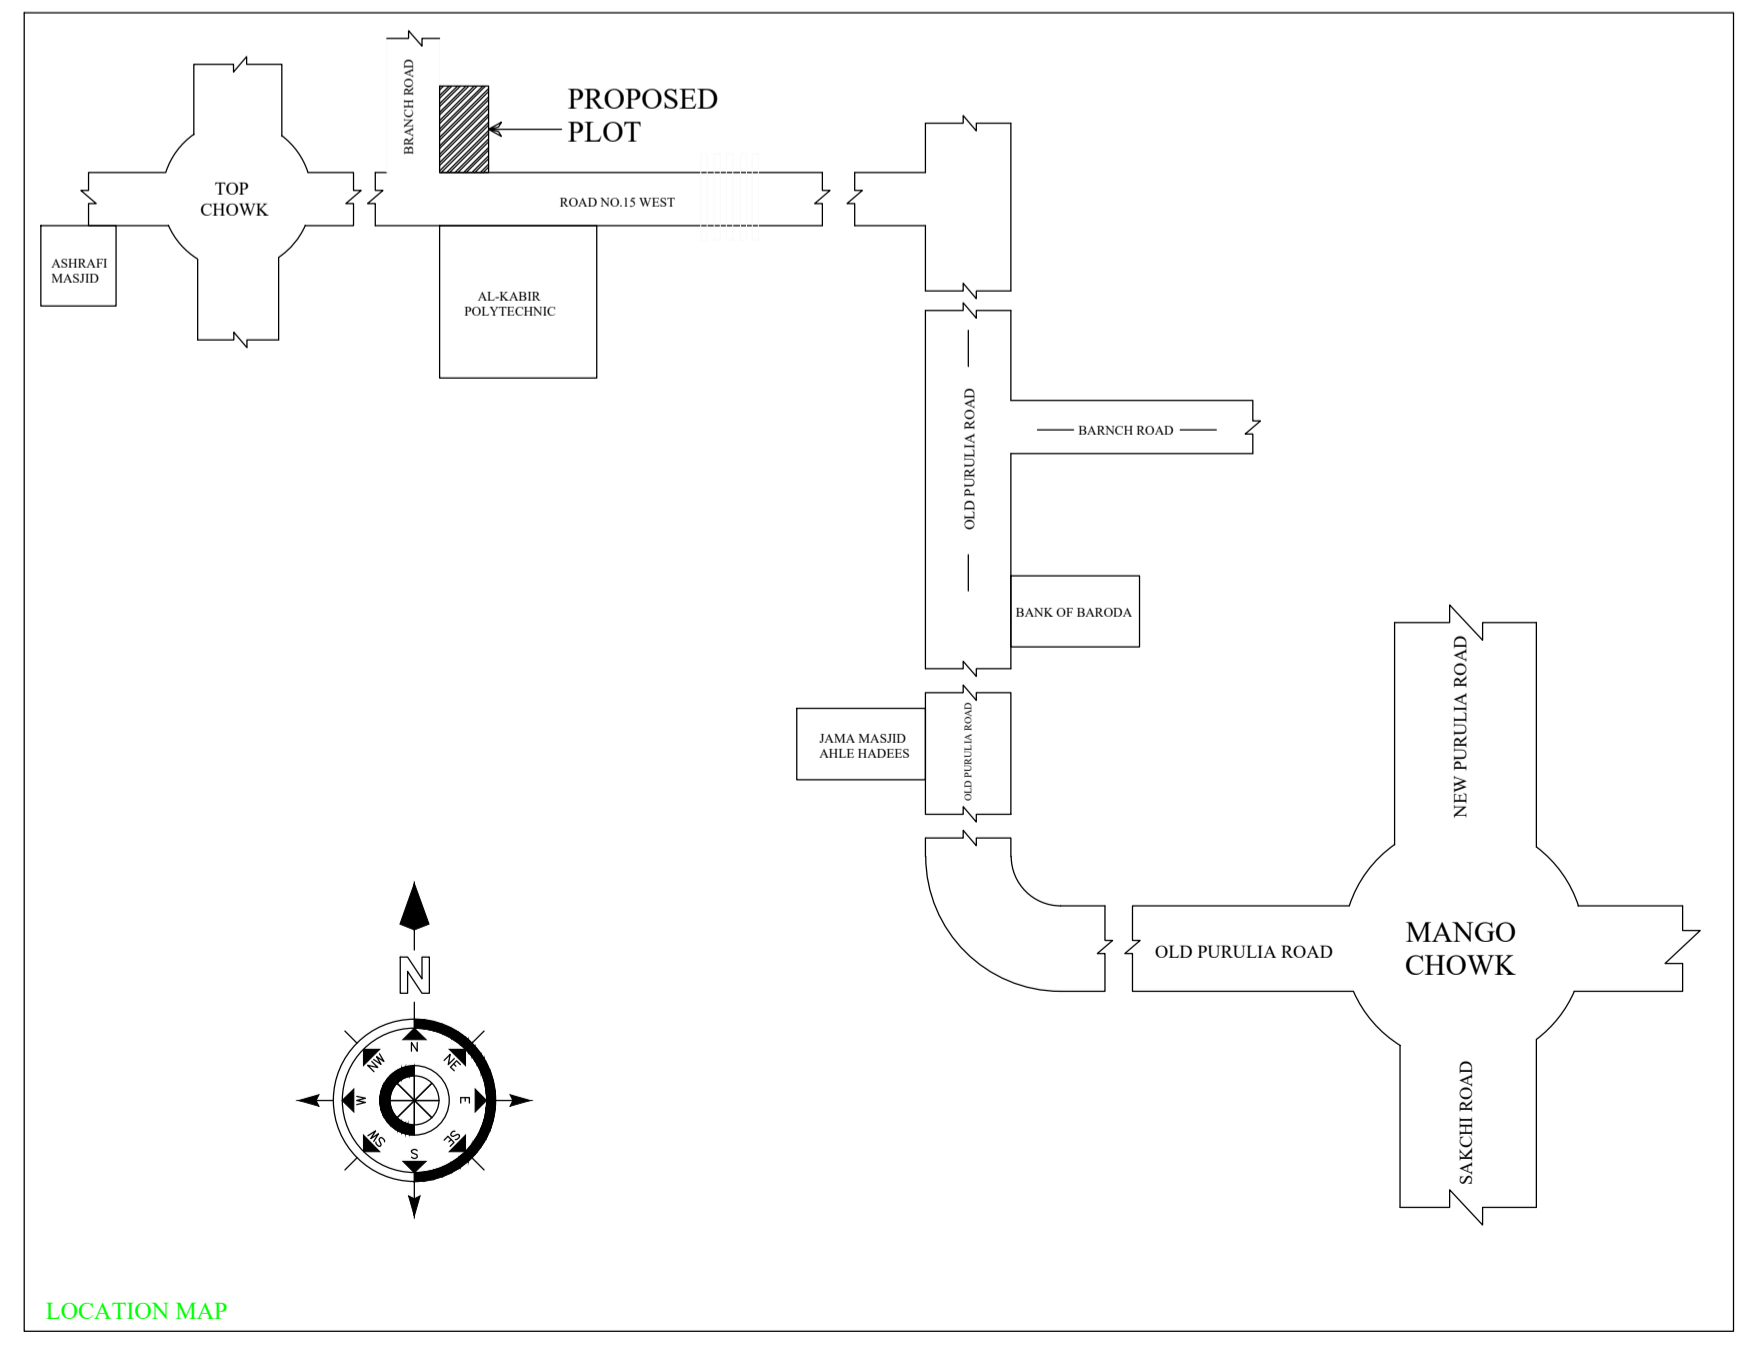 BRANCH ROAD
PROPOSED
PLOT
TOP
CHOWK
ROAD NO.15 WEST
ASHRAFI
MASJID
AL-KABIR
POLYTECHNIC
OLD PURULIA ROAD
BARNCH ROAD
BANK OF BARODA
NEW PURULIA ROAD
JAMA MASJID
AHLE HADEES
OLD PURULIA ROAD
OLD PURULIA ROAD
MANGO
CHOWK
SAKCHI ROAD
N
N
NW
NE
W
E
SW
SE
S
LOCATION MAP